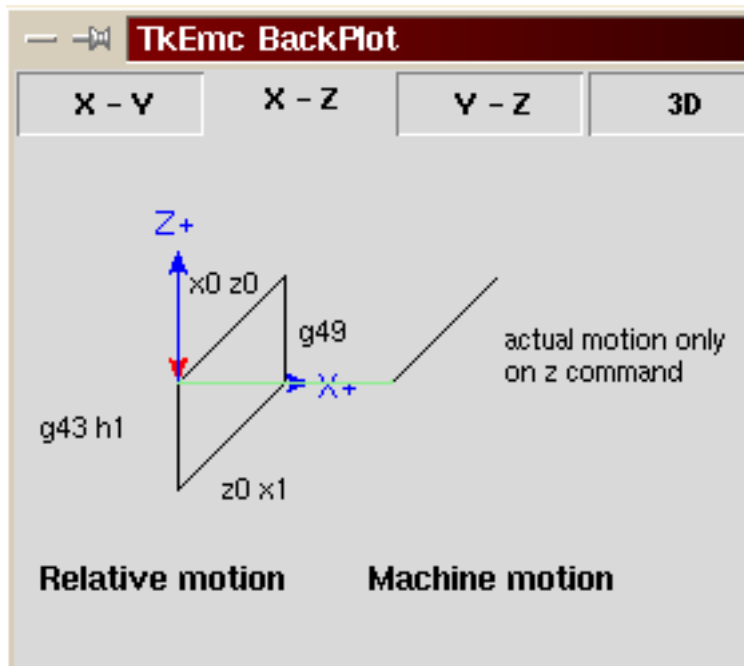 TkEmc BackPlot
X - Y
X - Z
Y - Z
3D
Z+
x0 z0
g49
actual motion only
on z command
X+
g43 h1
z0 x1
Relative motion
Machine motion